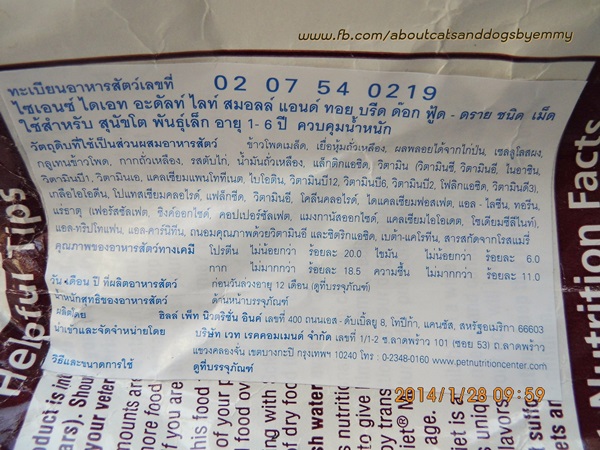 www.fb.com/aboutcatsanddogsbyemmy
ทะเบียนอาหารสัตว์เลขที่ 02 07 54 0219
ไซเอนซ์ ไดเอท อะดัลท์ ไลท์ สมอลล์ แอนด์ ทอย บรีด ด๊อก ฟู้ด - ดราย ชนิด เม็ด
ใช้สำหรับ สุนัขโต พันธุ์เล็ก อายุ 1- 6 ปี ควบคุมน้ำหนัก
วัตถุดิบที่ใช้เป็นส่วนผสมอาหารสัตว์ ข้าวโพดเมล็ด, เยื่อหุ้มถั่วเหลือง, ผลพลอยได้จากไก่ป่น, เซลลูโลสผง,
กลูเทนข้าวโพด, กากถั่วเหลือง, รสตับไก่, น้ำมันถั่วเหลือง, แล็กติกแอซิด, วิตามิน (วิตามินซี, วิตามินอี, ไนอาซิน,
วิตามินบี1, วิตามินเอ, แคลเซียมแพนโททีเนต, ไบโอติน, วิตามินบี12, วิตามินบี6, วิตามินบี2, โฟลิกแอซิด, วิตามินดี3),
เกลือไอโอดีน, โปแทสเซียมคลอไรด์, แฟล็กซีด, วิตามินอี, โคลีนคลอไรด์, ไดแคลเซียมฟอสเฟต, แอล - ไลซีน, ทอรีน,
แร่ธาตุ (เฟอรัสซัลเฟต, ซิงค์ออกไซด์, คอปเปอร์ซัลเฟต, แมงกานัสออกไซด์, แคลเซียมไอโอเดต, โซเดียมซีลีไนท์),
แอล-ทริปโทแฟน, แอล-คาร์นิทีน, ถนอมคุณภาพด้วยวิตามินอี และซิตริกแอซิด, เบต้า-แคโรทีน, สารสกัดจากโรสแมรี่
คุณภาพของอาหารสัตว์ทางเคมี โปรตีน ไม่น้อยกว่า ร้อยละ 20.0 ไขมัน ไม่น้อยกว่า ร้อยละ 6.0
กาก ไม่มากกว่า ร้อยละ 18.5 ความชื้น ไม่มากกว่า ร้อยละ 11.0
วัน เดือน ปี ที่ผลิตอาหารสัตว์ ก่อนวันล่วงอายุ 12 เดือน (ดูที่บรรจุภัณฑ์)
น้ำหนักสุทธิของอาหารสัตว์ ด้านหน้าบรรจุภัณฑ์
ผลิตโดย ฮิลล์ เพ็ท นิวตริชั่น อินค์ เลขที่ 400 ถนนเอส - ดับเบิ้ลยู 8, โทปีก้า, แคนซัส, สหรัฐอเมริกา 66603
นำเข้าและจัดจำหน่ายโดย บริษัท เวท เรคคอมเมนด์ จำกัด เลขที่ 1/1-2 ซ.ลาดพร้าว 101 (ซอย 53) ถ.ลาดพร้าว
แขวงคลองจั่น เขตบางกะปิ กรุงเทพฯ 10240 โทร : 0-2348-0160 www.petnutritioncenter.com
วิธีและขนาดการใช้ ดูที่บรรจุภัณฑ์
2014/1/28 09:59
Helpful Tips
Nutrition Facts